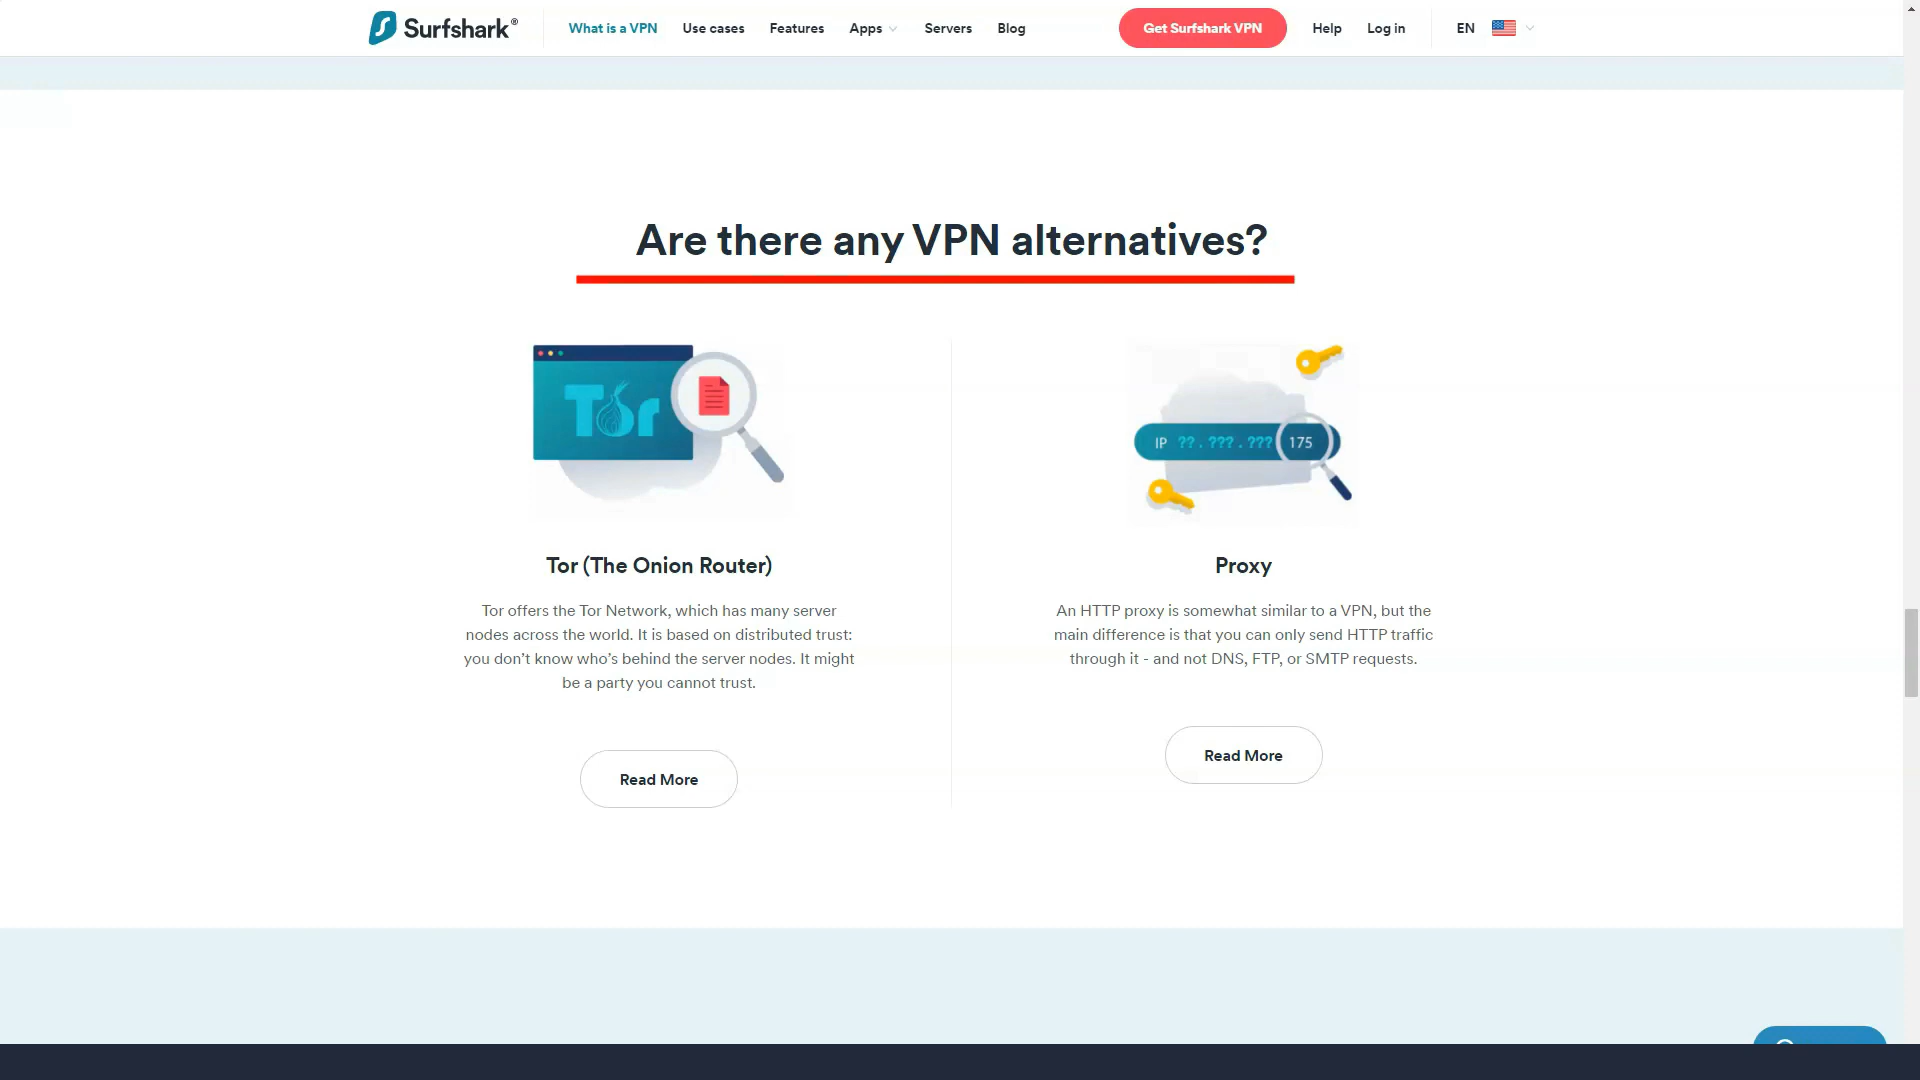 Surfshark®
What is a VPN
Use cases
Features
Apps
Servers
Blog
Get Surfshark VPN
Help
Log in
EN
Are there any VPN alternatives?
Tor
IP ??.???.??? 175
Tor (The Onion Router)
Tor offers the Tor Network, which has many server
nodes across the world. It is based on distributed trust:
you don’t know who’s behind the server nodes. It might
be a party you cannot trust.
Read More
Proxy
An HTTP proxy is somewhat similar to a VPN, but the
main difference is that you can only send HTTP traffic
through it - and not DNS, FTP, or SMTP requests.
Read More